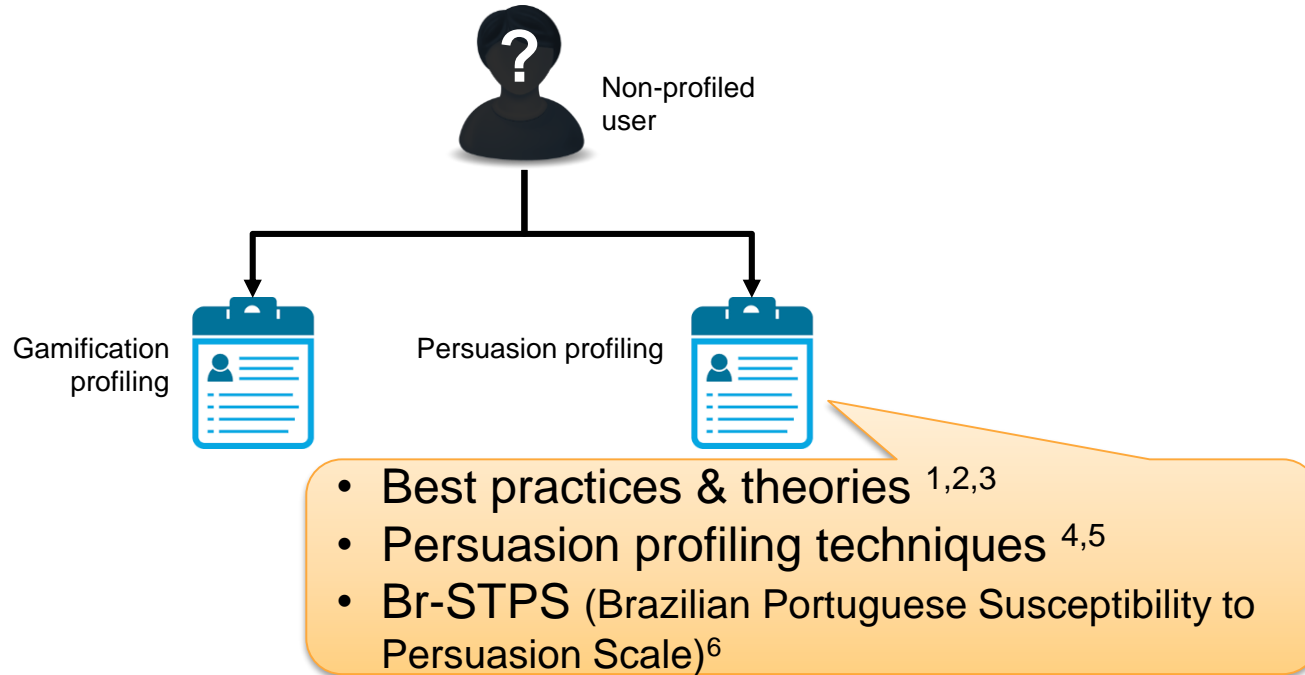 ?
Non-profiled
user
Gamification
profiling
Persuasion profiling
• Best practices & theories 1,2,3
• Persuasion profiling techniques 4,5
• Br-STPS (Brazilian Portuguese Susceptibility to
Persuasion Scale)6